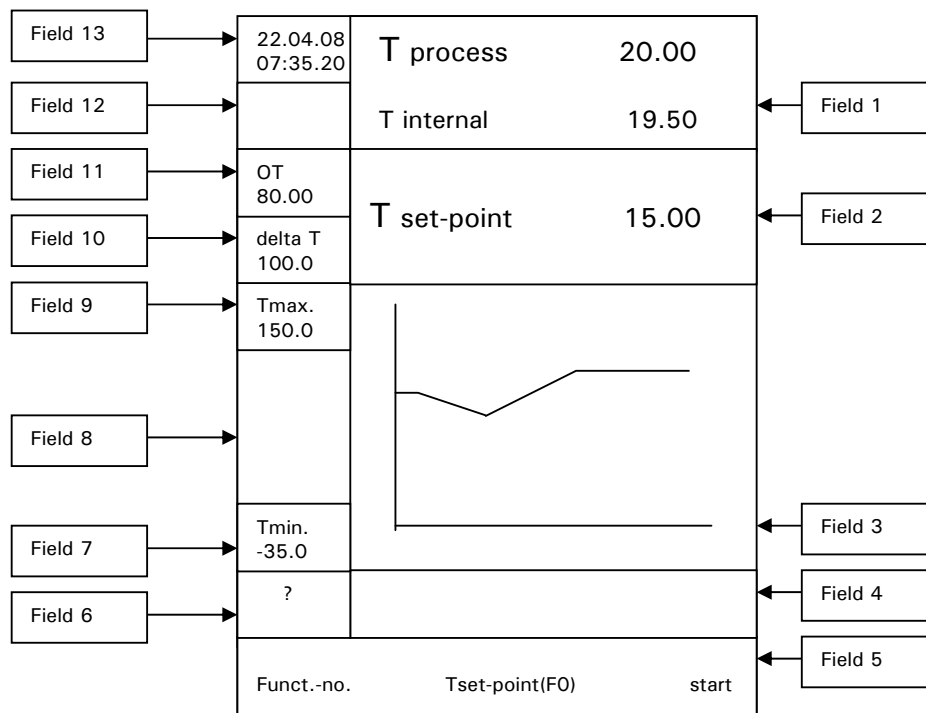 Field 13
Field 12
Field 11
Field 10
Field 9
Field 8
Field 7
Field 6
22.04.08
07:35.20
OT
80.00
delta T
100.0
Tmax.
150.0
Tmin.
-35.0
?
T process 20.00
T internal 19.50
T set-point 15.00
Funct.-no. Tset-point(F0) start
Field 1
Field 2
Field 3
Field 4
Field 5